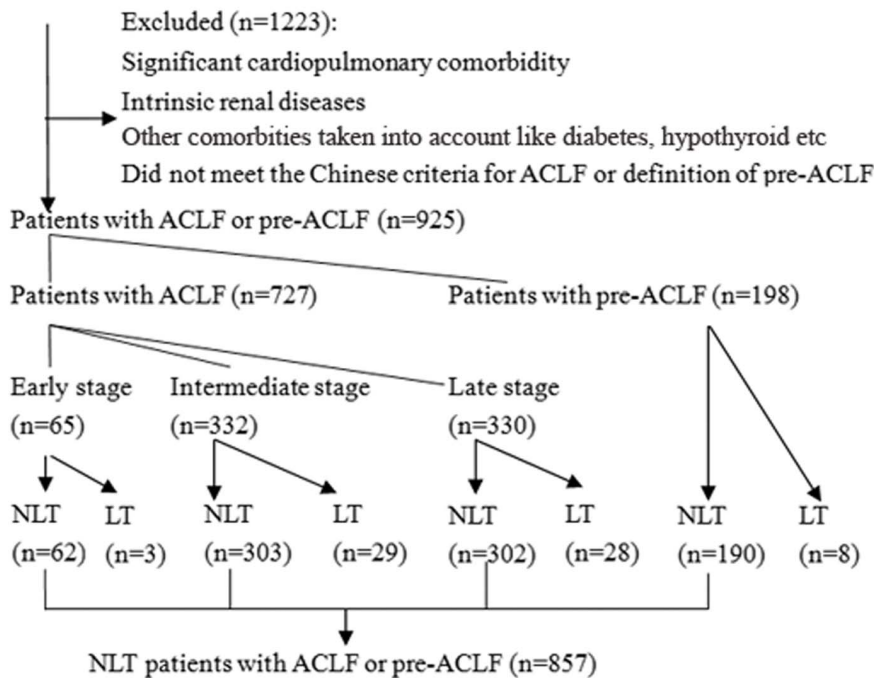 Excluded (n=1223):
Significant cardiopulmonary comorbidity
Intrinsic renal diseases
Other comorbities taken into account like diabetes, hypothyroid etc
Did not meet the Chinese criteria for ACLF or definition of pre-ACLF
Patients with ACLF or pre-ACLF (n=925)
Patients with ACLF (n=727) Patients with pre-ACLF (n=198)
Early stage Intermediate stage Late stage
(n=65) (n=332) (n=330)
NLT LT NLT LT NLT LT NLT LT
(n=62) (n=3) (n=303) (n=29) (n=302) (n=28) (n=190) (n=8)
NLT patients with ACLF or pre-ACLF (n=857)